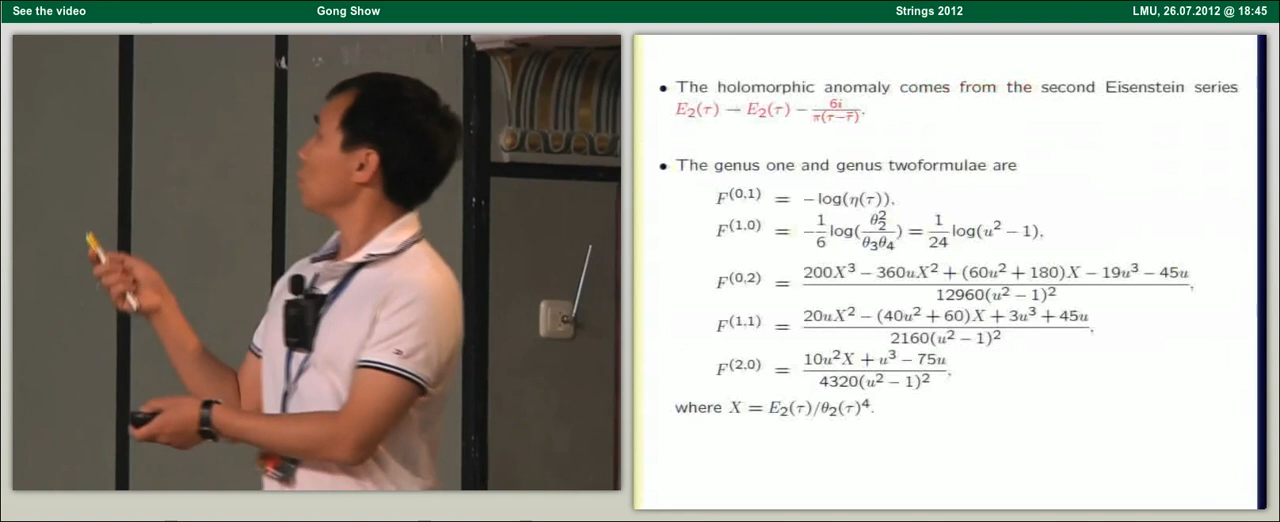 See the video Gong Show Strings 2012 LMU, 26.07.2012 @ 18:45
• The holomorphic anomaly comes from the second Eisenstein series
E₂(τ) → E₂(τ) − 6i/π(τ−τ̄).
• The genus one and genus twoformulae are
F^(0,1) = −log(η(τ)),
F^(1,0) = −1/6 log(θ₂²/θ₃θ₄) = 1/24 log(u² − 1),
F^(0,2) = 200X³ − 360uX² + (60u² + 180)X − 19u³ − 45u / 12960(u² − 1)²,
F^(1,1) = 20uX² − (40u² + 60)X + 3u³ + 45u / 2160(u² − 1)²,
F^(2,0) = 10u²X + u³ − 75u / 4320(u² − 1)²,
where X = E₂(τ)/θ₂(τ)⁴.